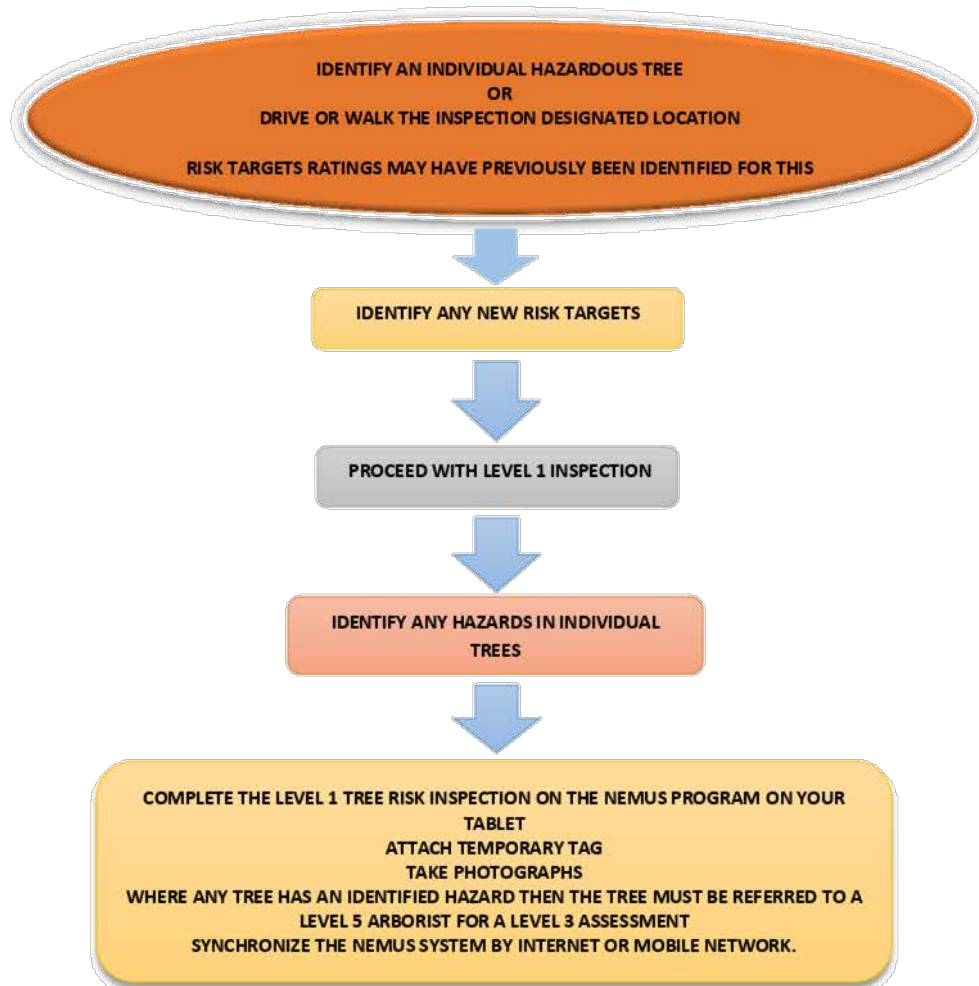 IDENTIFY AN INDIVIDUAL HAZARDOUS TREE
OR
DRIVE OR WALK THE INSPECTION DESIGNATED LOCATION
RISK TARGETS RATINGS MAY HAVE PREVIOUSLY BEEN IDENTIFIED FOR THIS
IDENTIFY ANY NEW RISK TARGETS
PROCEED WITH LEVEL 1 INSPECTION
IDENTIFY ANY HAZARDS IN INDIVIDUAL
TREES
COMPLETE THE LEVEL 1 TREE RISK INSPECTION ON THE NEMUS PROGRAM ON YOUR
TABLET
ATTACH TEMPORARY TAG
TAKE PHOTOGRAPHS
WHERE ANY TREE HAS AN IDENTIFIED HAZARD THEN THE TREE MUST BE REFERRED TO A
LEVEL 5 ARBORIST FOR A LEVEL 3 ASSESSMENT
SYNCHRONIZE THE NEMUS SYSTEM BY INTERNET OR MOBILE NETWORK.